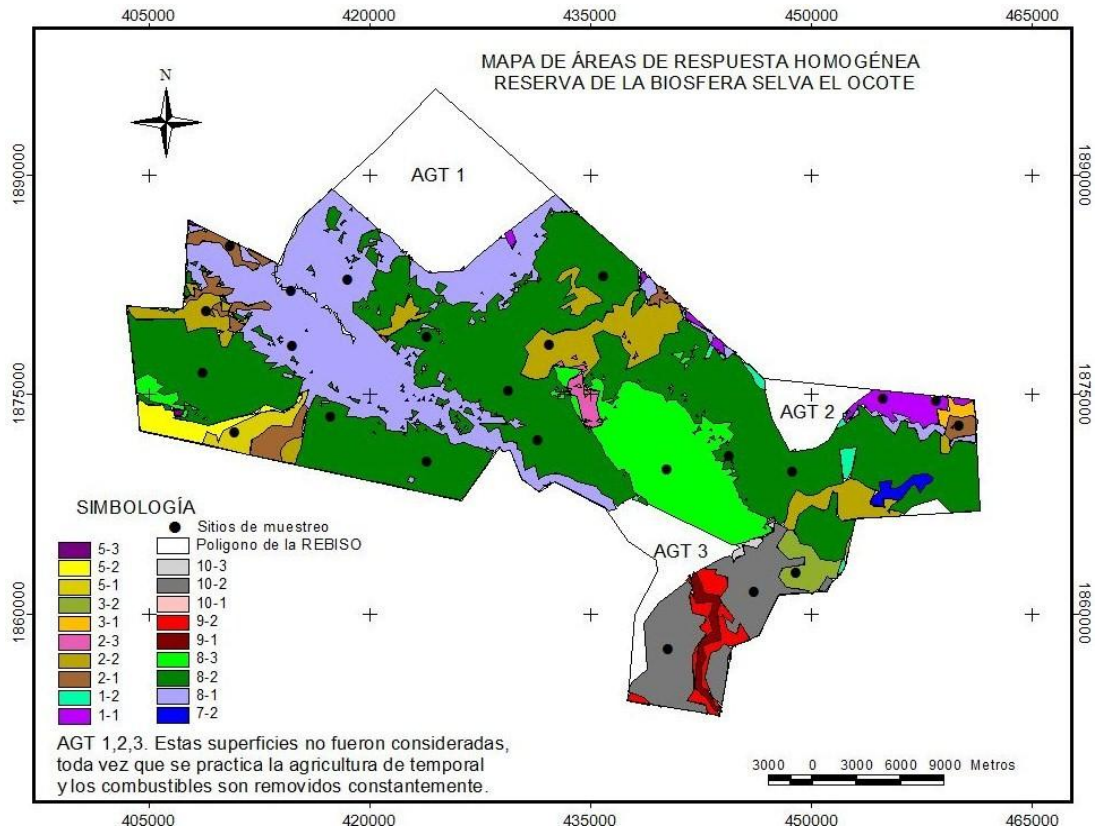 405000 420000 435000 450000 465000
MAPA DE ÁREAS DE RESPUESTA HOMOGÉNEA
RESERVA DE LA BIOSFERA SELVA EL OCOTE
N
1890000 1890000
AGT 1
1875000 1875000
AGT 2
AGT 3
1860000 1860000
SIMBOLOGÍA
Sitios de muestreo
Poligono de la REBISO
5-3
5-2
5-1
3-2
3-1
2-3
2-2
2-1
1-2
1-1
10-3
10-2
10-1
9-2
9-1
8-3
8-2
8-1
7-2
AGT 1,2,3. Estas superficies no fueron consideradas,
toda vez que se practica la agricultura de temporal
y los combustibles son removidos constantemente.
3000 0 3000 6000 9000 Metros
405000 420000 435000 450000 465000